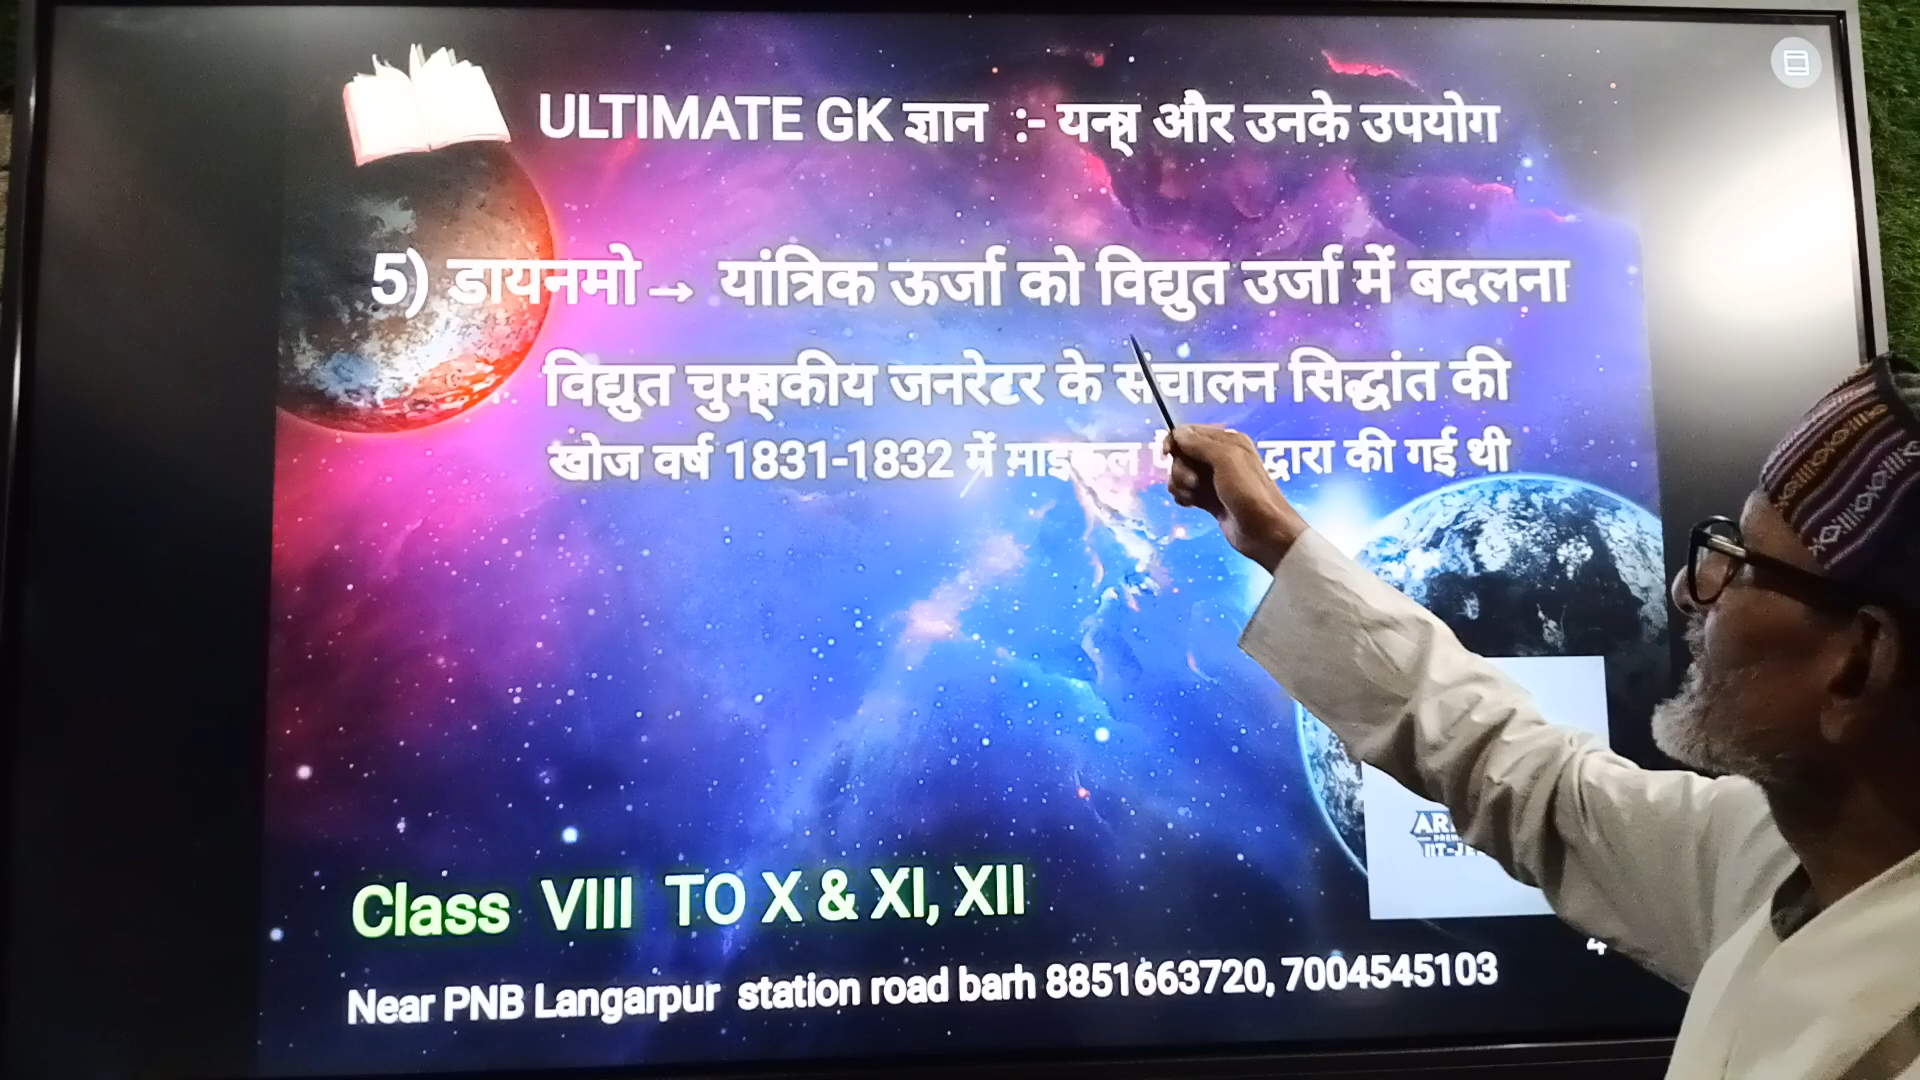 ULTIMATE GK ज्ञान :- यन्त्र और उनके उपयोग
5) डायनमो → यांत्रिक ऊर्जा को विद्युत उर्जा में बदलना
विद्युत चुम्बकीय जनरेटर के संचालन सिद्धांत की
खोज वर्ष 1831-1832 में माइकल द्वारा की गई थी
Class VIII TO X & XI, XII
Near PNB Langarpur station road barh 8851663720, 7004545103
4